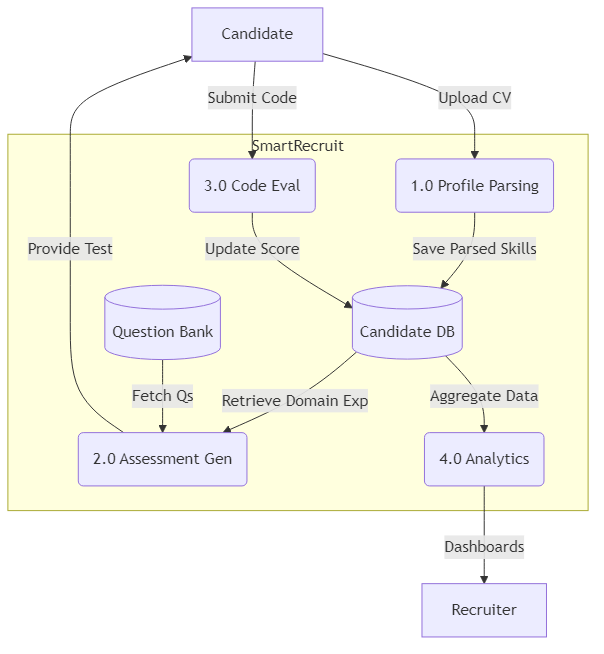 Candidate
Submit Code
Upload CV
SmartRecruit
3.0 Code Eval
1.0 Profile Parsing
Provide Test
Update Score
Save Parsed Skills
Question Bank
Candidate DB
Fetch Qs
Retrieve Domain Exp
Aggregate Data
2.0 Assessment Gen
4.0 Analytics
Dashboards
Recruiter